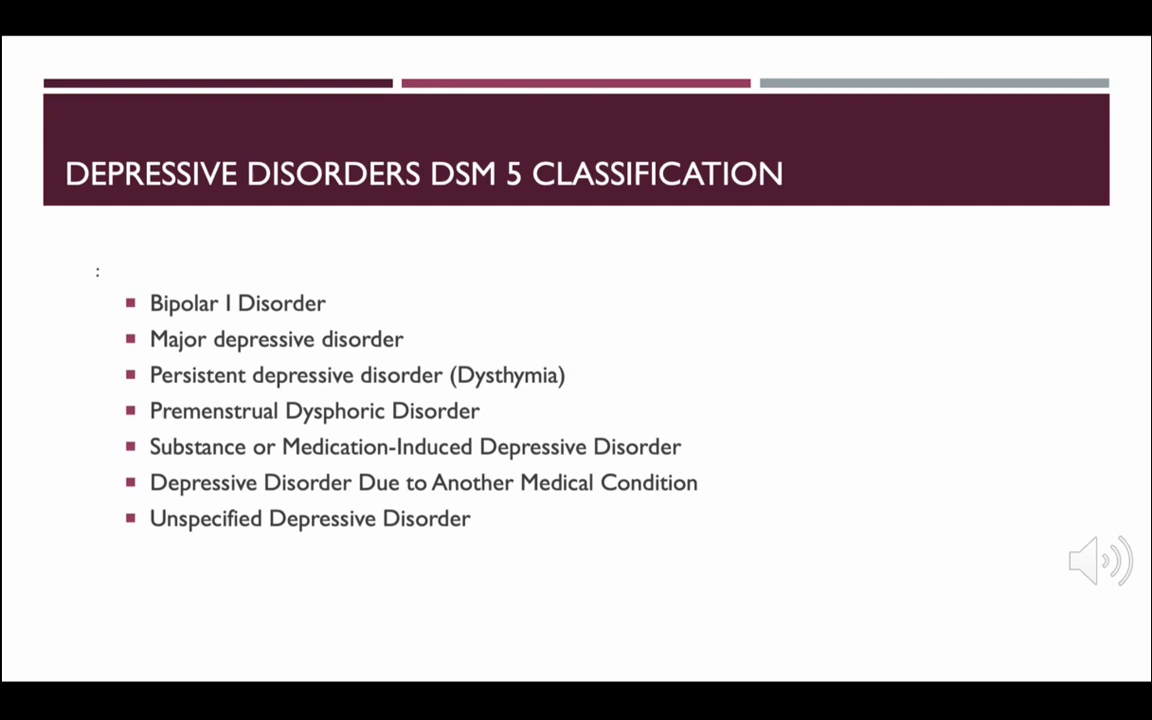 DEPRESSIVE DISORDERS DSM 5 CLASSIFICATION
:
Bipolar I Disorder
Major depressive disorder
Persistent depressive disorder (Dysthymia)
Premenstrual Dysphoric Disorder
Substance or Medication-Induced Depressive Disorder
Depressive Disorder Due to Another Medical Condition
Unspecified Depressive Disorder